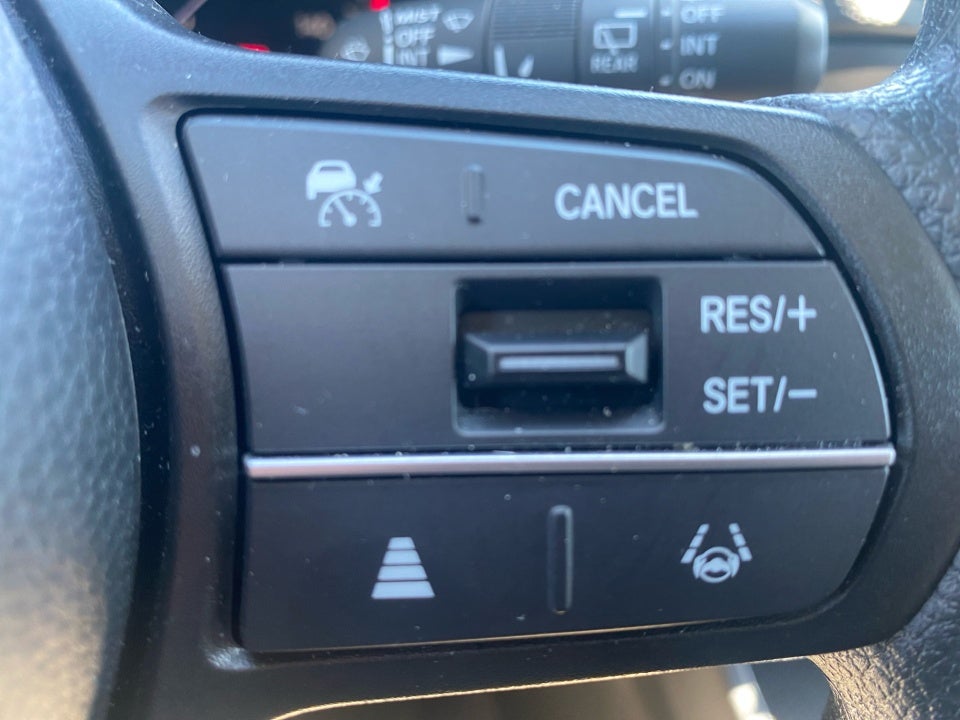 MIST
OFF
INT
REAR
OFF
INT
ON
CANCEL
RES/+
SET/−